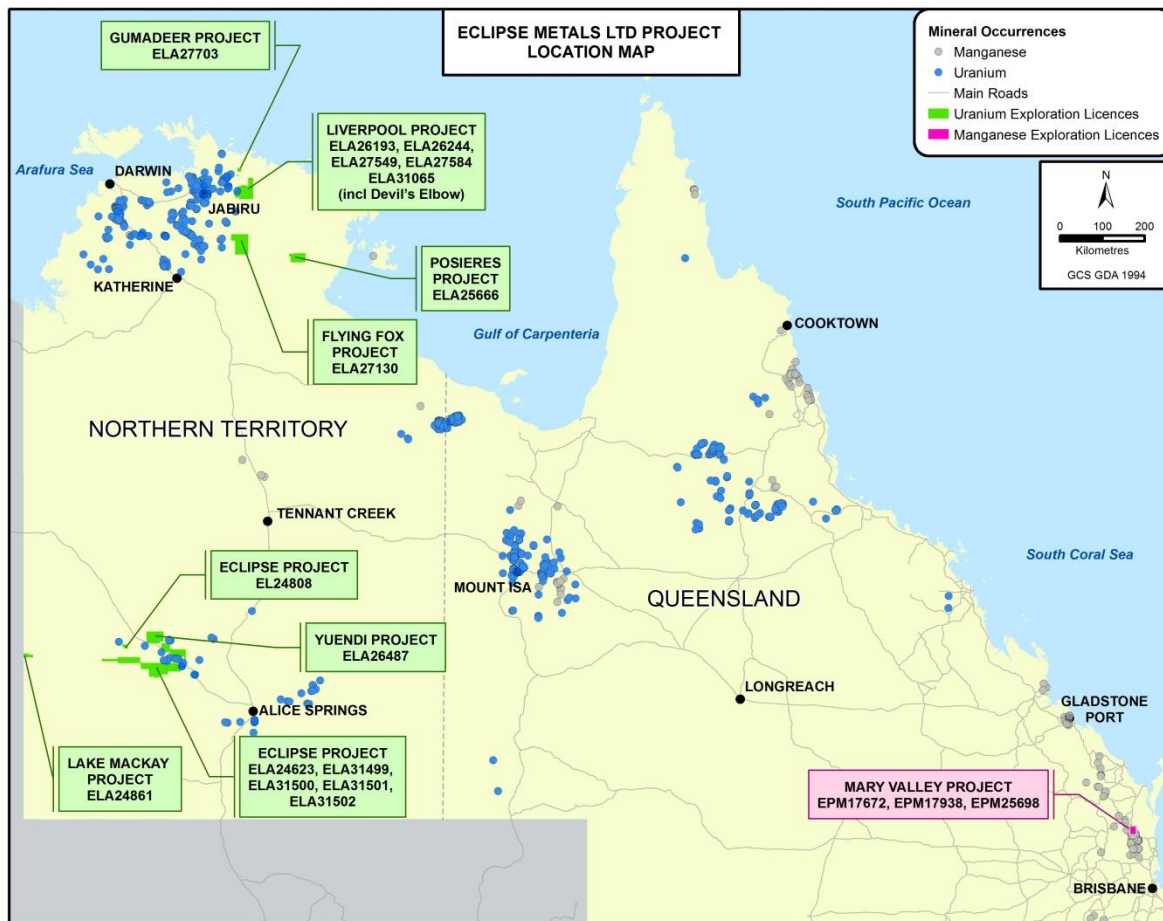 ECLIPSE METALS LTD PROJECT
LOCATION MAP
Mineral Occurrences
Manganese
Uranium
Main Roads
Uranium Exploration Licences
Manganese Exploration Licences
N
0 100 200
Kilometres
GCS GDA 1994
GUMADEER PROJECT
ELA27703
LIVERPOOL PROJECT
ELA26193, ELA26244,
ELA27549, ELA27584
ELA31065
(incl Devil's Elbow)
Arafura Sea
DARWIN
JABIRU
South Pacific Ocean
KATHERINE
POSIERES
PROJECT
ELA25666
FLYING FOX
PROJECT
ELA27130
Gulf of Carpenteria
COOKTOWN
NORTHERN TERRITORY
TENNANT CREEK
MOUNT ISA
QUEENSLAND
South Coral Sea
ECLIPSE PROJECT
EL24808
YUENDI PROJECT
ELA26487
LONGREACH
GLADSTONE
PORT
ALICE SPRINGS
LAKE MACKAY
PROJECT
ELA24861
ECLIPSE PROJECT
ELA24623, ELA31499,
ELA31500, ELA31501,
ELA31502
MARY VALLEY PROJECT
EPM17672, EPM17938, EPM25698
BRISBANE